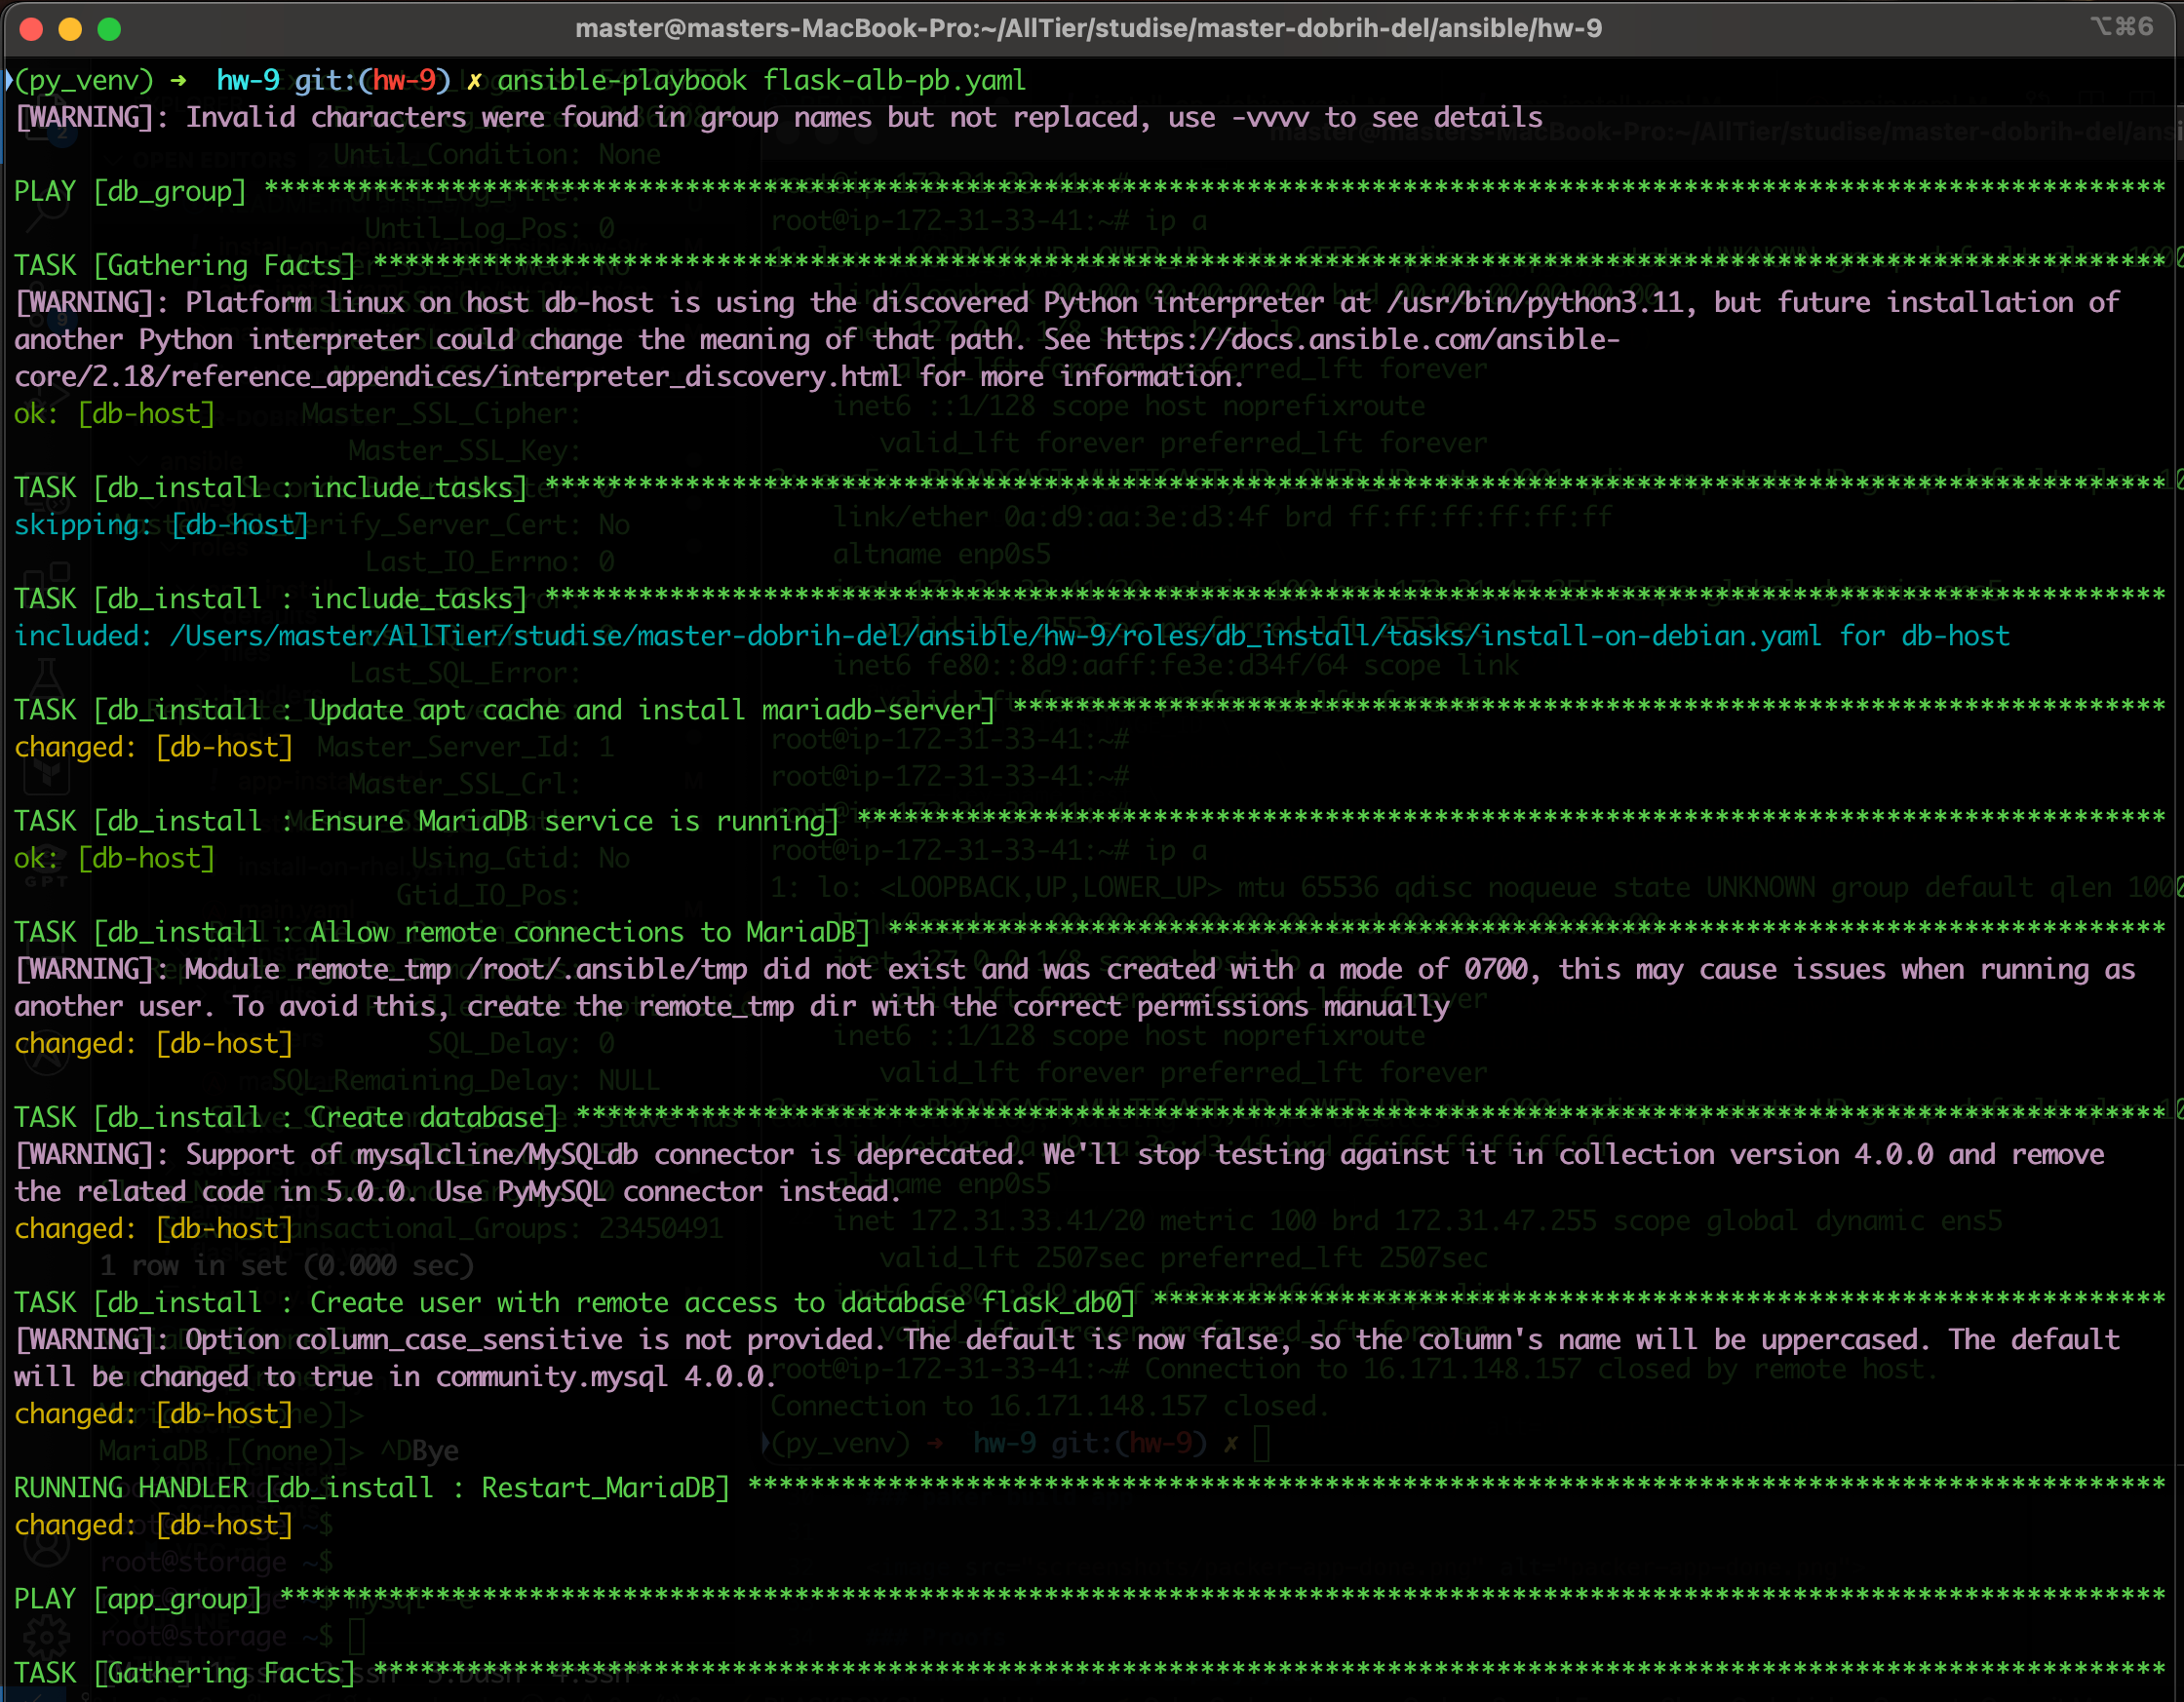 master@masters-MacBook-Pro:~/AllTier/studise/master-dobrih-del/ansible/hw-9
⌥⌘6
(py_venv) ➜  hw-9 git:(hw-9) ✗ ansible-playbook flask-alb-pb.yaml
[WARNING]: Invalid characters were found in group names but not replaced, use -vvvv to see details

PLAY [db_group] **************************************************************************************************************************

TASK [Gathering Facts] *******************************************************************************************************************
[WARNING]: Platform linux on host db-host is using the discovered Python interpreter at /usr/bin/python3.11, but future installation of
another Python interpreter could change the meaning of that path. See https://docs.ansible.com/ansible-
core/2.18/reference_appendices/interpreter_discovery.html for more information.
ok: [db-host]

TASK [db_install : include_tasks] ********************************************************************************************************
skipping: [db-host]

TASK [db_install : include_tasks] ********************************************************************************************************
included: /Users/master/AllTier/studise/master-dobrih-del/ansible/hw-9/roles/db_install/tasks/install-on-debian.yaml for db-host

TASK [db_install : Update apt cache and install mariadb-server] **************************************************************************
changed: [db-host]

TASK [db_install : Ensure MariaDB service is running] ************************************************************************************
ok: [db-host]

TASK [db_install : Allow remote connections to MariaDB] **********************************************************************************
[WARNING]: Module remote_tmp /root/.ansible/tmp did not exist and was created with a mode of 0700, this may cause issues when running as
another user. To avoid this, create the remote_tmp dir with the correct permissions manually
changed: [db-host]

TASK [db_install : Create database] ******************************************************************************************************
[WARNING]: Support of mysqlcline/MySQLdb connector is deprecated. We'll stop testing against it in collection version 4.0.0 and remove
the related code in 5.0.0. Use PyMySQL connector instead.
changed: [db-host]
1 row in set (0.000 sec)

TASK [db_install : Create user with remote access to database flask_db0] *****************************************************************
[WARNING]: Option column_case_sensitive is not provided. The default is now false, so the column's name will be uppercased. The default
will be changed to true in community.mysql 4.0.0.
changed: [db-host]
MariaDB [(none)]> ^DBye

RUNNING HANDLER [db_install : Restart_MariaDB] *******************************************************************************************
changed: [db-host]

PLAY [app_group] *************************************************************************************************************************

TASK [Gathering Facts] *******************************************************************************************************************